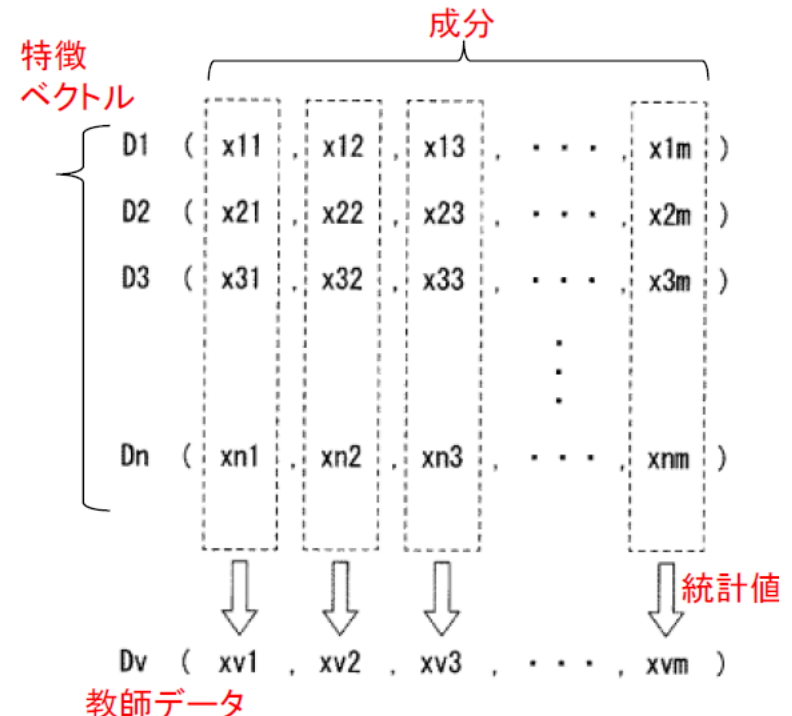 成分
特徴
ベクトル
D1 ( x11 , x12 , x13 , ・・・ , x1m )
D2 ( x21 , x22 , x23 , ・・・ , x2m )
D3 ( x31 , x32 , x33 , ・・・ , x3m )
Dn ( xn1 , xn2 , xn3 , ・・・ , xnm )
統計値
Dv ( xv1 , xv2 , xv3 , ・・・ , xvm )
教師データ